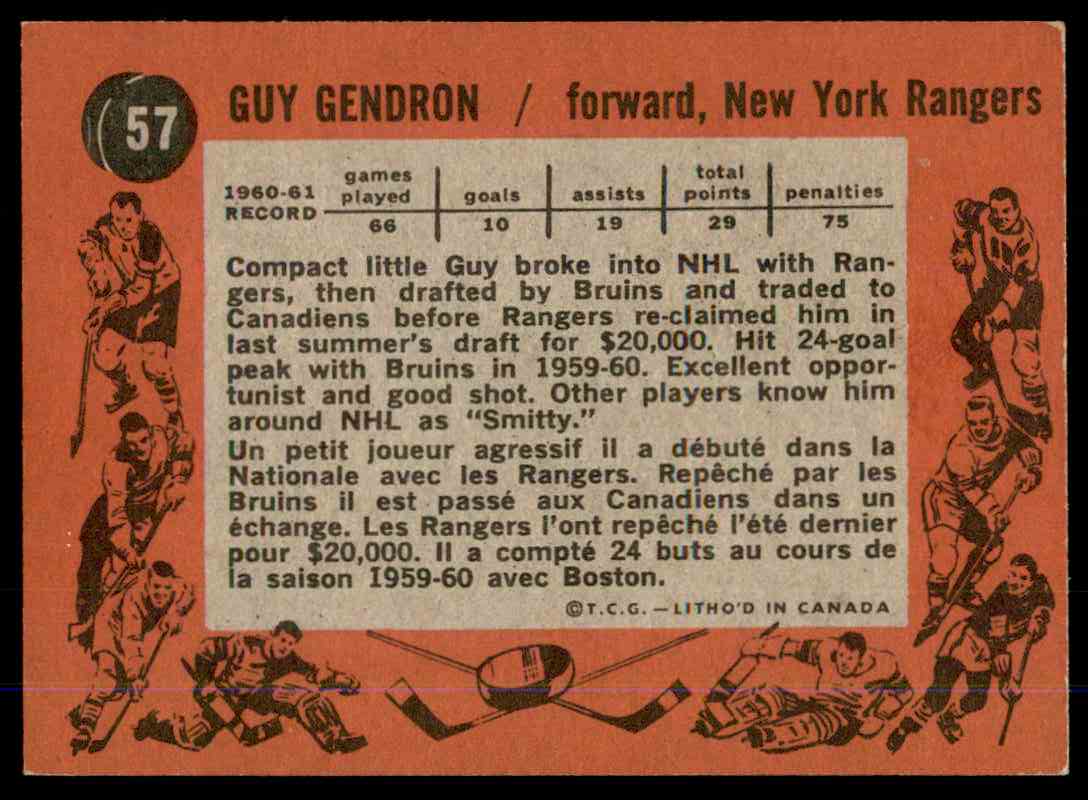 57
GUY GENDRON / forward, New York Rangers
1960-61 RECORD
games played goals assists total points penalties
66 10 19 29 75
Compact little Guy broke into NHL with Ran-
gers, then drafted by Bruins and traded to
Canadiens before Rangers re-claimed him in
last summer's draft for $20,000. Hit 24-goal
peak with Bruins in 1959-60. Excellent oppor-
tunist and good shot. Other players know him
around NHL as "Smitty."
Un petit joueur agressif il a débuté dans la
Nationale avec les Rangers. Repêché par les
Bruins il est passé aux Canadiens dans un
échange. Les Rangers l'ont repêché l'été dernier
pour $20,000. Il a compté 24 buts au cours de
la saison 1959-60 avec Boston.
©T.C.G. — LITHO'D IN CANADA